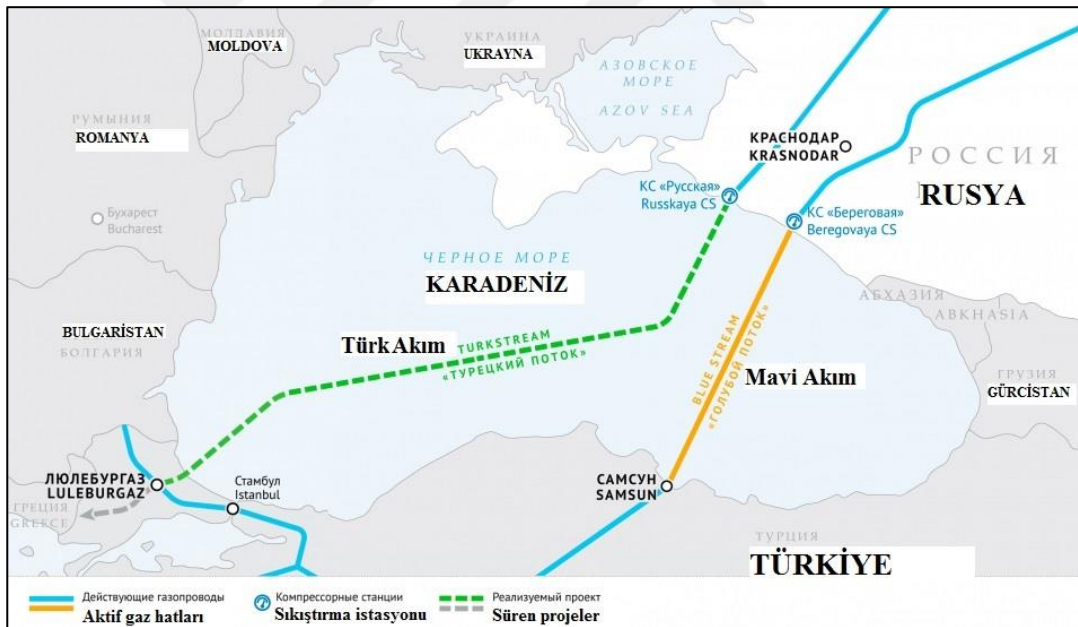 МОЛДАВИЯ
MOLDOVA
УКРАИНА
UKRAYNA
АЗОВСКОЕ
МОРЕ
AZOV SEA
РУМЫНИЯ
ROMANYA
КРАСНОДАР
KRASNODAR
РОССИЯ
RUSYA
КС «Русская»
Russkaya CS
КС «Береговая»
Beregovaya CS
Бухарест
Bucharest
ЧЕРНОЕ МОРЕ
KARADENİZ
АБХАЗИЯ
ABKHASIA
BULGARİSTAN
БОЛГАРИЯ
Türk Akım
TURKSTREAM
«ТУРЕЦКИЙ ПОТОК»
BLUE STREAM
«ГОЛУБОЙ ПОТОК»
Mavi Akım
ГРУЗИЯ
GÜRCİSTAN
ЛЮЛЕБУРГАЗ
LULEBURGAZ
Стамбул
Istanbul
САМСУН
SAMSUN
ГРЕЦИЯ
GREECE
ТУРЦИЯ
TÜRKİYE
Действующие газопроводы
Aktif gaz hatları
Компрессорные станции
Sıkıştırma istasyonu
Реализуемый проект
Süren projeler